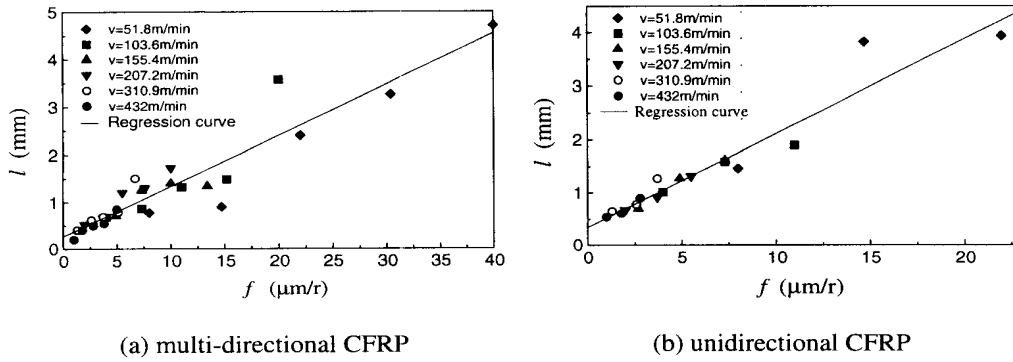 5
4
3
2
1
0
l (mm)
v=51.8m/min
v=103.6m/min
v=155.4m/min
v=207.2m/min
v=310.9m/min
v=432m/min
Regression curve
0 5 10 15 20 25 30 35 40
f (μm/r)
(a) multi-directional CFRP
4
3
2
1
0
l (mm)
v=51.8m/min
v=103.6m/min
v=155.4m/min
v=207.2m/min
v=310.9m/min
v=432m/min
Regression curve
0 5 10 15 20
f (μm/r)
(b) unidirectional CFRP